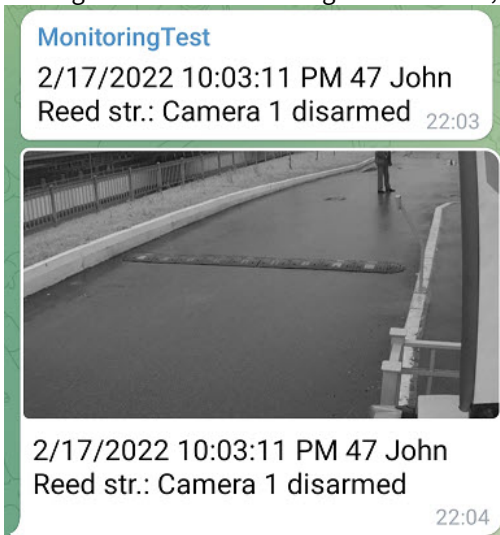 MonitoringTest
2/17/2022 10:03:11 PM 47 John
Reed str.: Camera 1 disarmed 22:03
2/17/2022 10:03:11 PM 47 John
Reed str.: Camera 1 disarmed
22:04